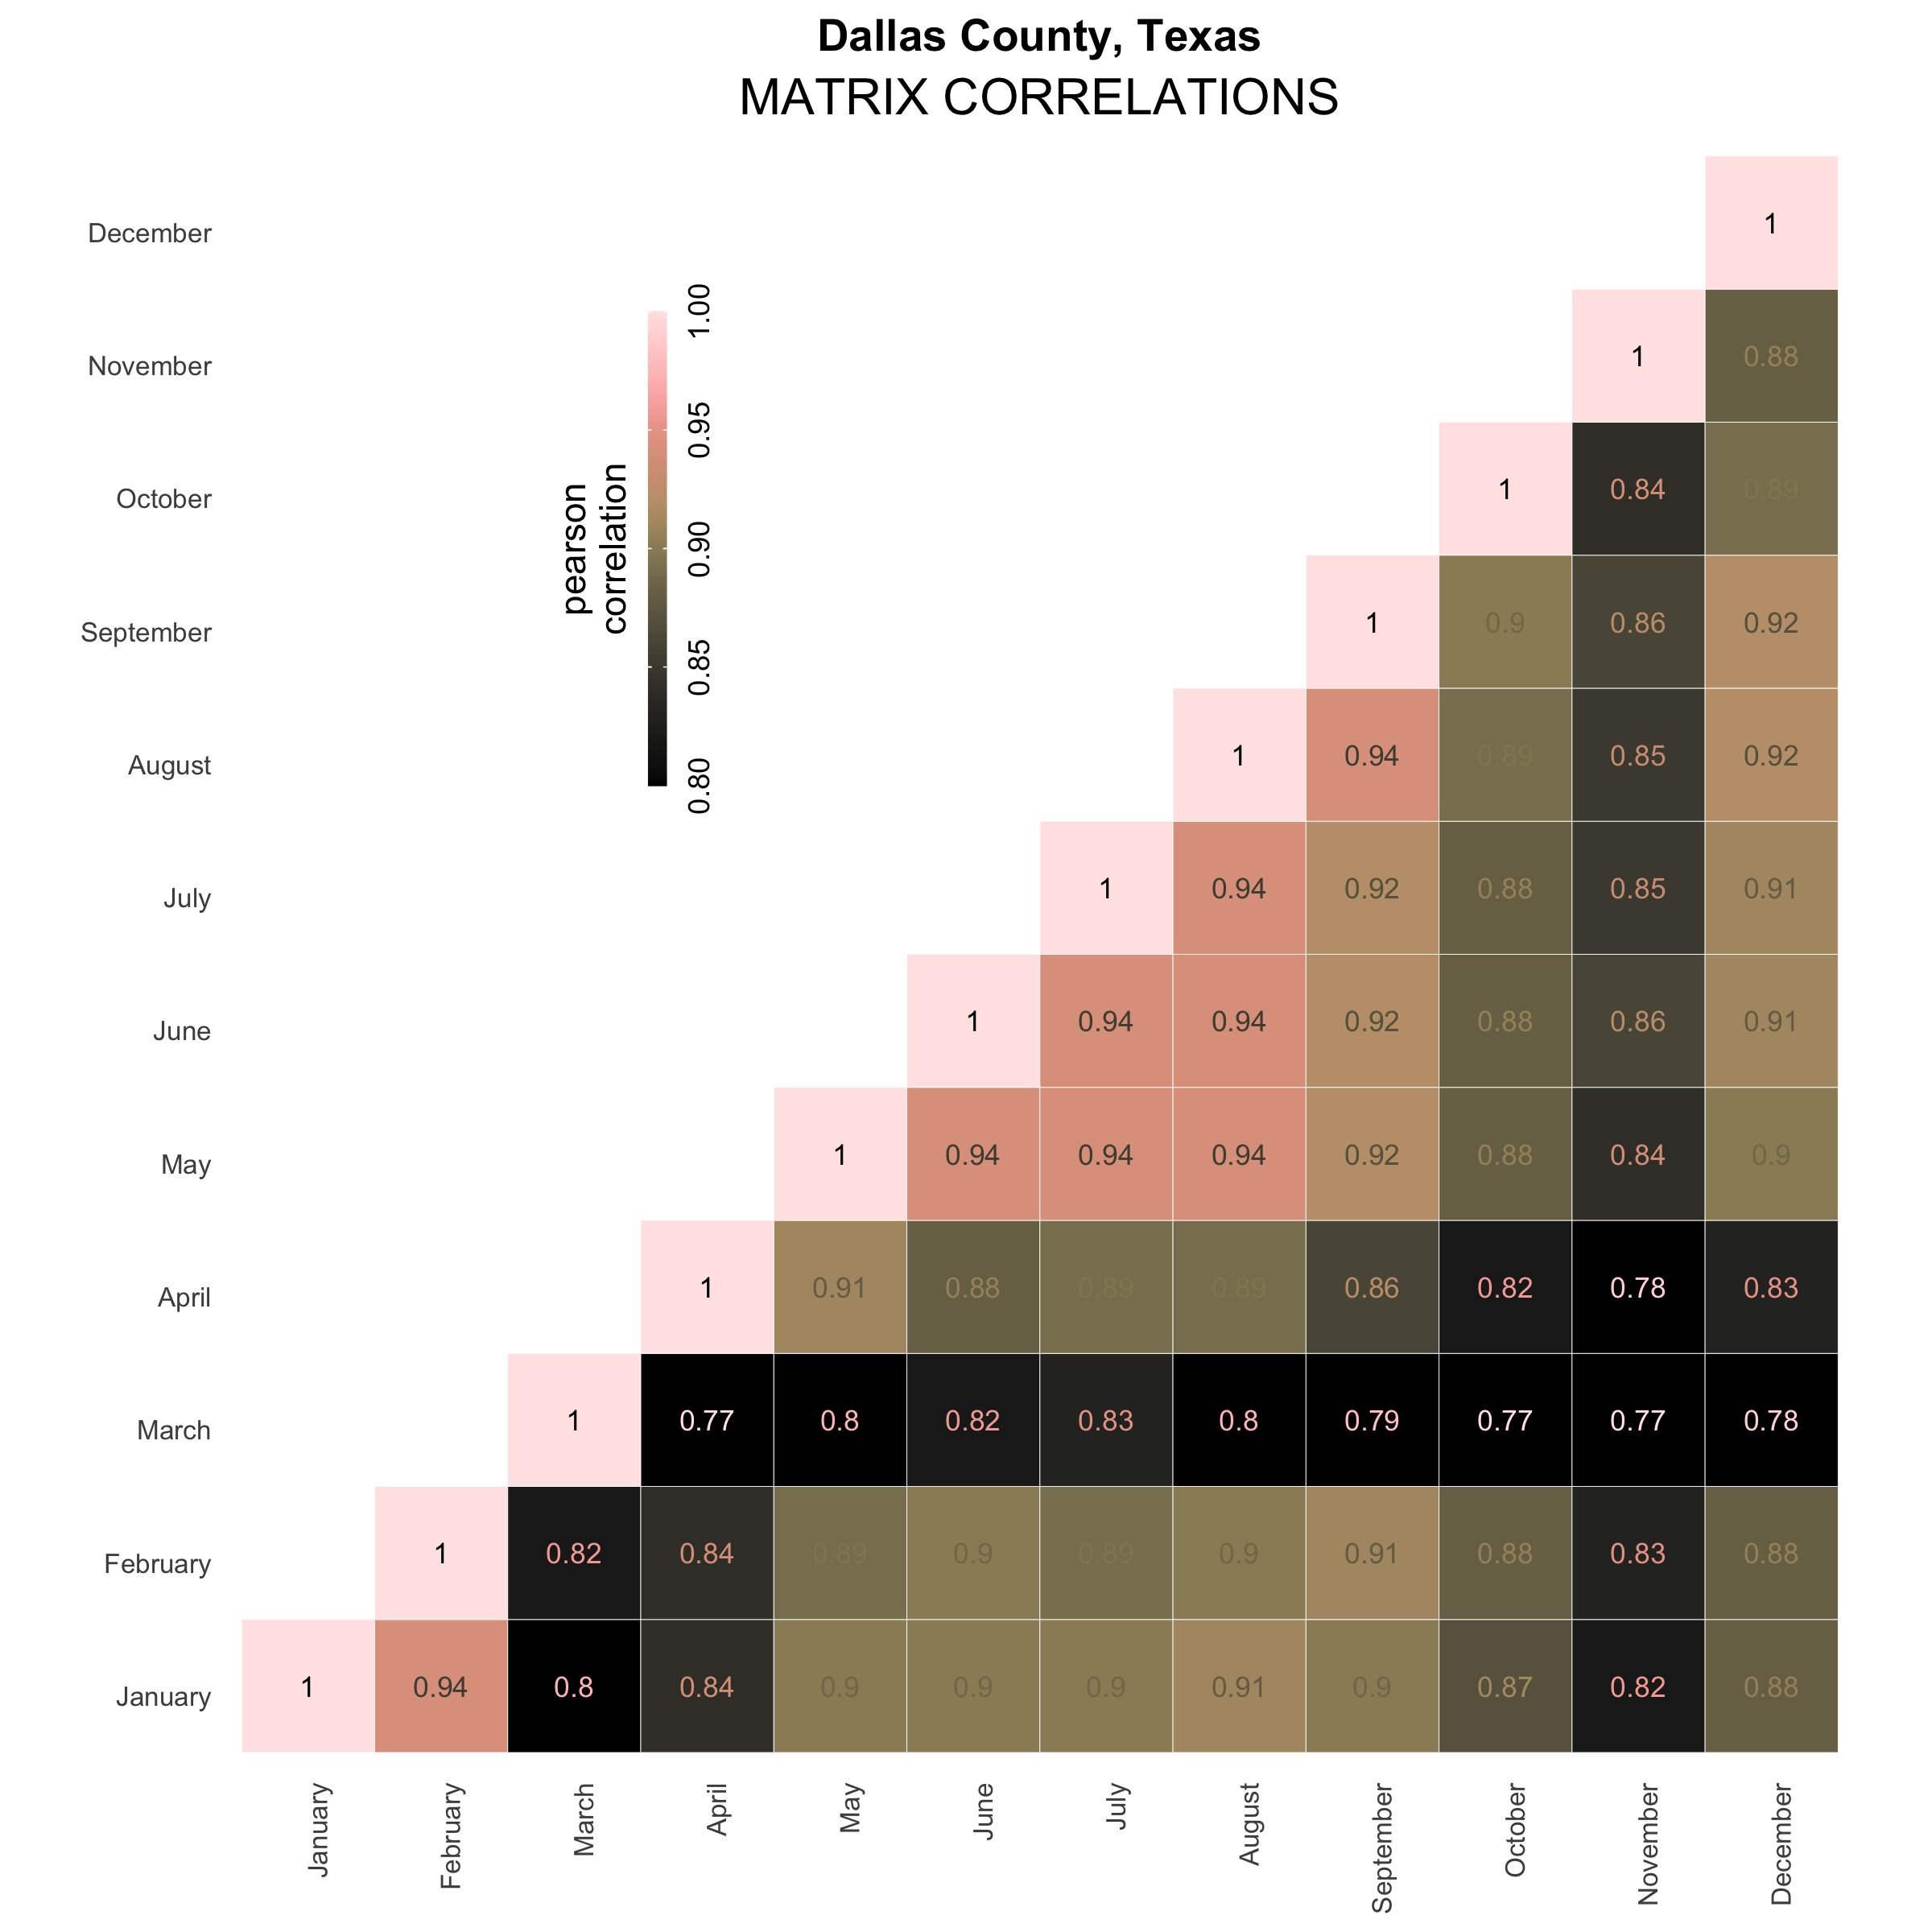 Dallas County, Texas
MATRIX CORRELATIONS
December 1
November 1 0.88
October 1 0.84 0.89
September 1 0.9 0.86 0.92
August 1 0.94 0.89 0.85 0.92
July 1 0.94 0.92 0.88 0.85 0.91
June 1 0.94 0.94 0.92 0.88 0.86 0.91
May 1 0.94 0.94 0.94 0.92 0.88 0.84 0.9
April 1 0.91 0.88 0.89 0.89 0.86 0.82 0.78 0.83
March 1 0.77 0.8 0.82 0.83 0.8 0.79 0.77 0.77 0.78
February 1 0.82 0.84 0.89 0.9 0.89 0.9 0.91 0.88 0.83 0.88
January 1 0.94 0.8 0.84 0.9 0.9 0.9 0.91 0.9 0.87 0.82 0.88
January February March April May June July August September October November December
pearson
correlation
0.80 0.85 0.90 0.95 1.00